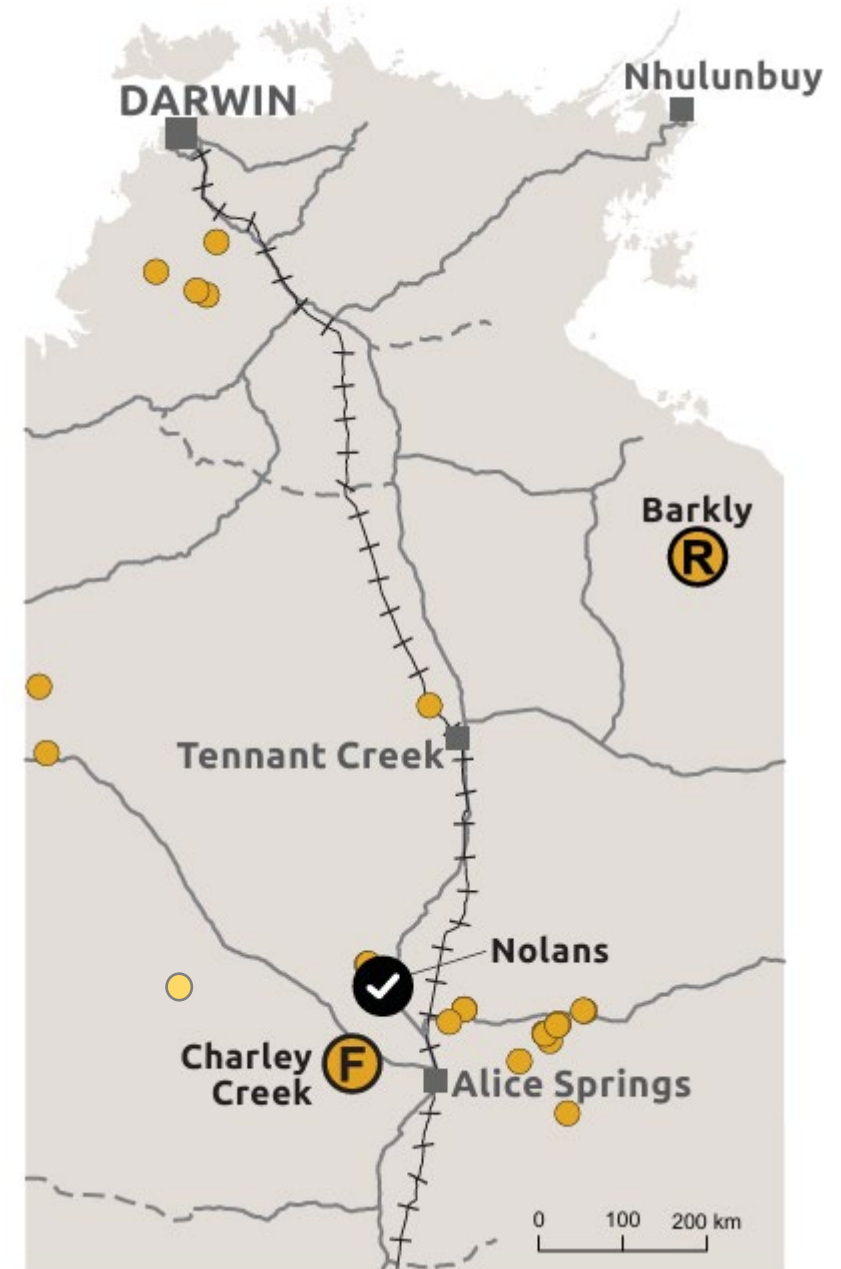 Nhulunbuy
DARWIN
Barkly
R
Tennant Creek
Nolans
Charley
Creek
F
Alice Springs
0 100 200 km